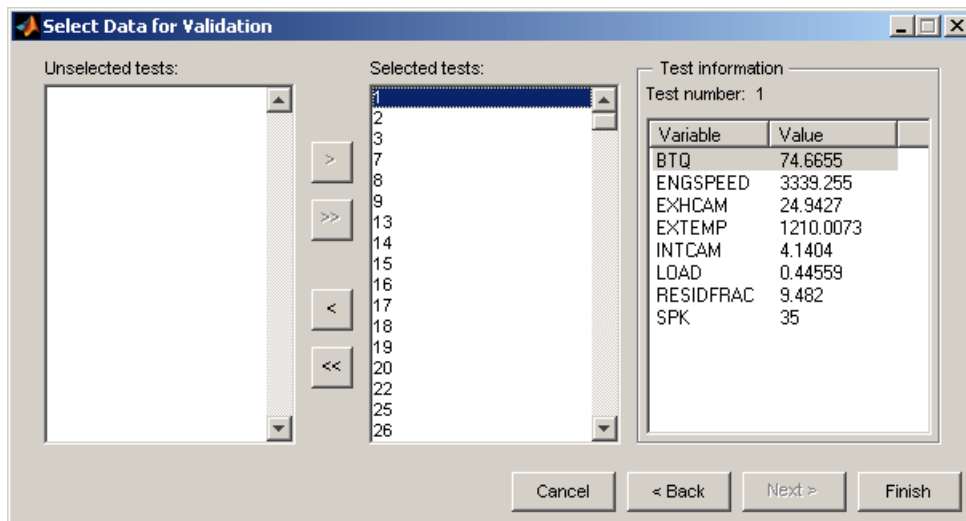 Select Data for Validation
Unselected tests:
>
>>
<
<<
Selected tests:
1
2
3
7
8
9
13
14
15
16
17
18
19
20
22
25
26
Test information
Test number: 1
Variable Value
BTQ 74.6655
ENGSPEED 3339.255
EXHCAM 24.9427
EXTEMP 1210.0073
INTCAM 4.1404
LOAD 0.44559
RESIDFRAC 9.482
SPK 35
Cancel
< Back
Next >
Finish